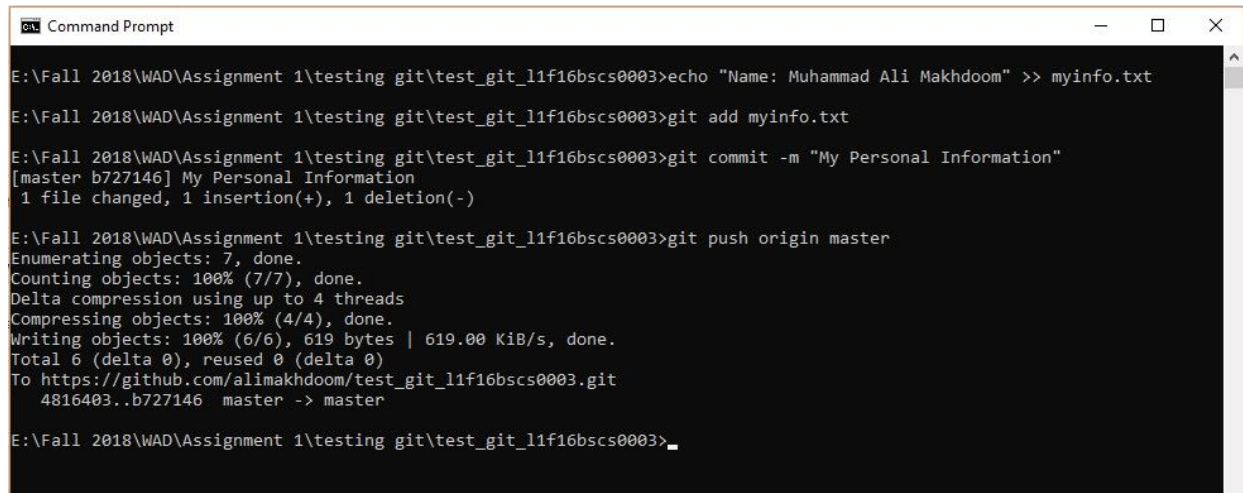 Command Prompt
E:\Fall 2018\WAD\Assignment 1\testing git\test_git_l1f16bscs0003>echo "Name: Muhammad Ali Makhdoom" >> myinfo.txt
E:\Fall 2018\WAD\Assignment 1\testing git\test_git_l1f16bscs0003>git add myinfo.txt
E:\Fall 2018\WAD\Assignment 1\testing git\test_git_l1f16bscs0003>git commit -m "My Personal Information"
[master b727146] My Personal Information
 1 file changed, 1 insertion(+), 1 deletion(-)
E:\Fall 2018\WAD\Assignment 1\testing git\test_git_l1f16bscs0003>git push origin master
Enumerating objects: 7, done.
Counting objects: 100% (7/7), done.
Delta compression using up to 4 threads
Compressing objects: 100% (4/4), done.
Writing objects: 100% (6/6), 619 bytes | 619.00 KiB/s, done.
Total 6 (delta 0), reused 0 (delta 0)
To https://github.com/alimakhdoom/test_git_l1f16bscs0003.git
   4816403..b727146  master -> master
E:\Fall 2018\WAD\Assignment 1\testing git\test_git_l1f16bscs0003>